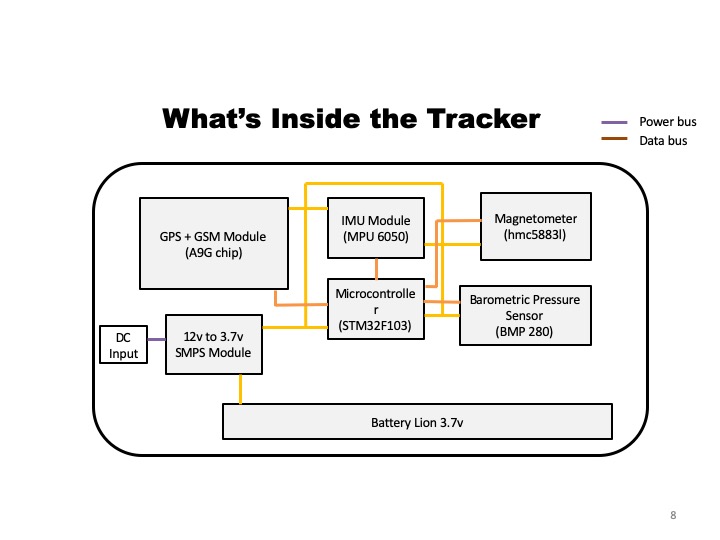 What's Inside the Tracker
Power bus
Data bus
GPS + GSM Module
(A9G chip)
IMU Module
(MPU 6050)
Magnetometer
(hmc5883l)
Microcontrolle
r
(STM32F103)
Barometric Pressure
Sensor
(BMP 280)
DC
Input
12v to 3.7v
SMPS Module
Battery Lion 3.7v
8